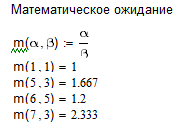 Математическое ожидание
m(α, β) := α/β
m(1, 1) = 1
m(5, 3) = 1.667
m(6, 5) = 1.2
m(7, 3) = 2.333